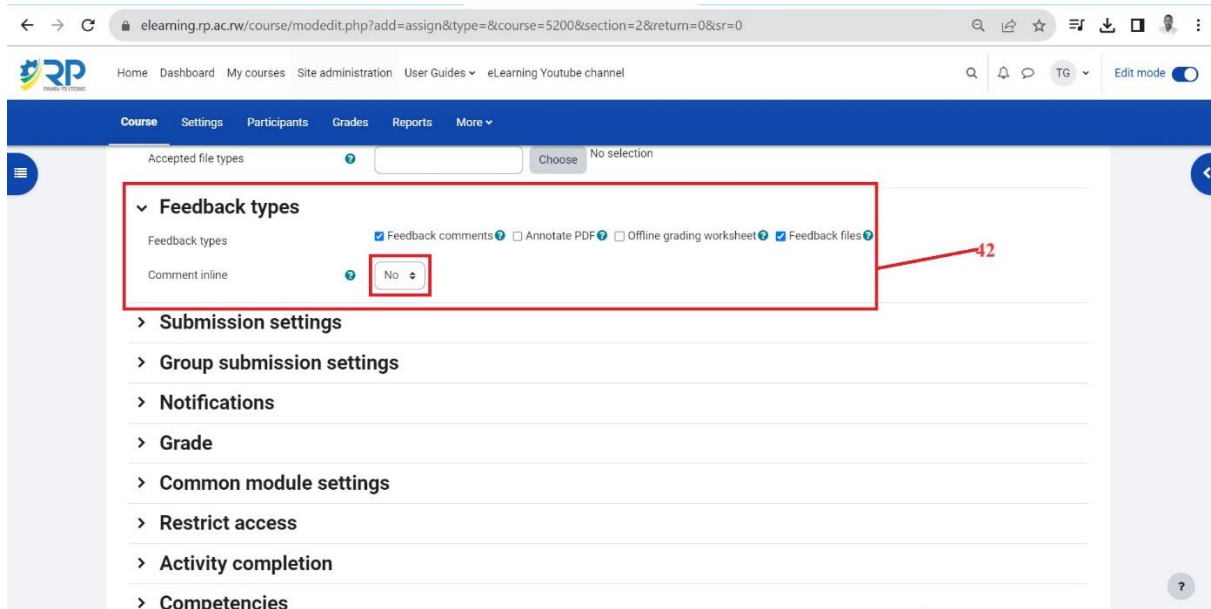 elearning.rp.ac.rw/course/modedit.php?add=assign&type=&course=5200&section=2&return=0&sr=0
RP
Home Dashboard My courses Site administration User Guides eLearning Youtube channel
TG
Edit mode
Course Settings Participants Grades Reports More
Accepted file types ? Choose No selection
Feedback types
Feedback types Feedback comments ? Annotate PDF ? Offline grading worksheet ? Feedback files ?
42
Comment inline ? No
Submission settings
Group submission settings
Notifications
Grade
Common module settings
Restrict access
Activity completion
?
Competencies